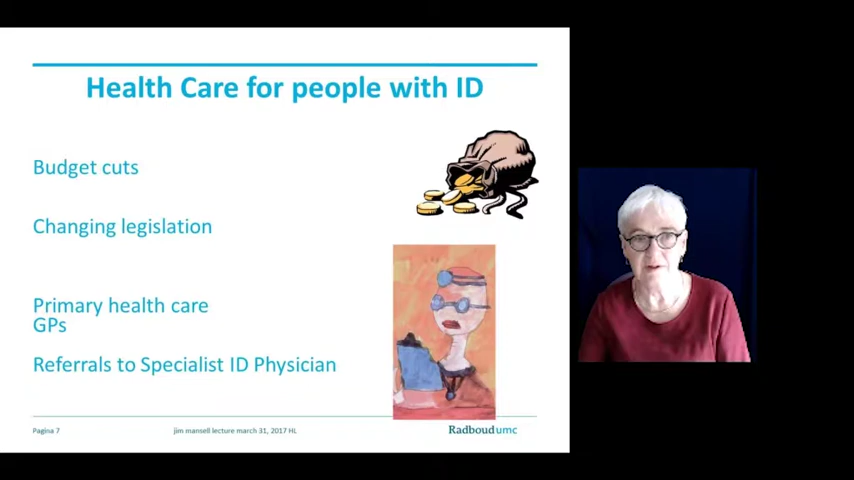 Health Care for people with ID
Budget cuts
Changing legislation
Primary health care
GPs
Referrals to Specialist ID Physician
Pagina 7
jim mansell lecture march 31, 2017 HL
Radboudumc